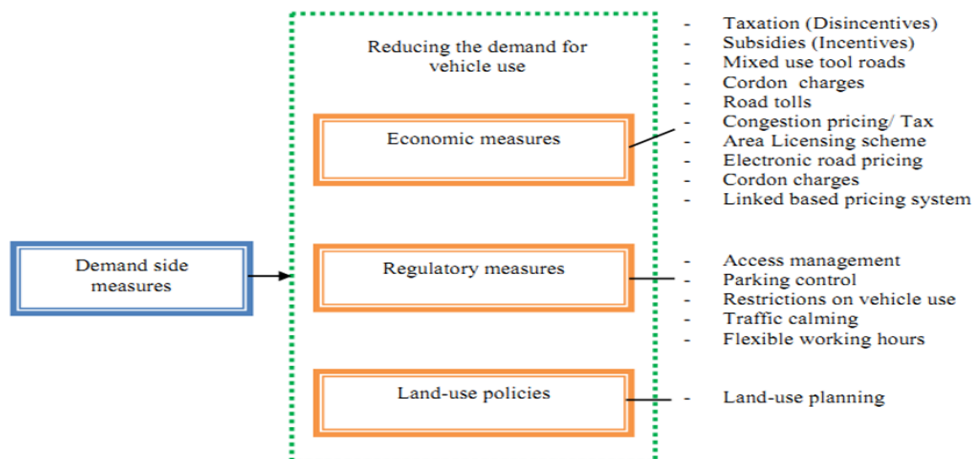 Demand side
measures
Reducing the demand for
vehicle use
Economic measures
- Taxation (Disincentives)
- Subsidies (Incentives)
- Mixed use tool roads
- Cordon charges
- Road tolls
- Congestion pricing/ Tax
- Area Licensing scheme
- Electronic road pricing
- Cordon charges
- Linked based pricing system
Regulatory measures
- Access management
- Parking control
- Restrictions on vehicle use
- Traffic calming
- Flexible working hours
Land-use policies
- Land-use planning